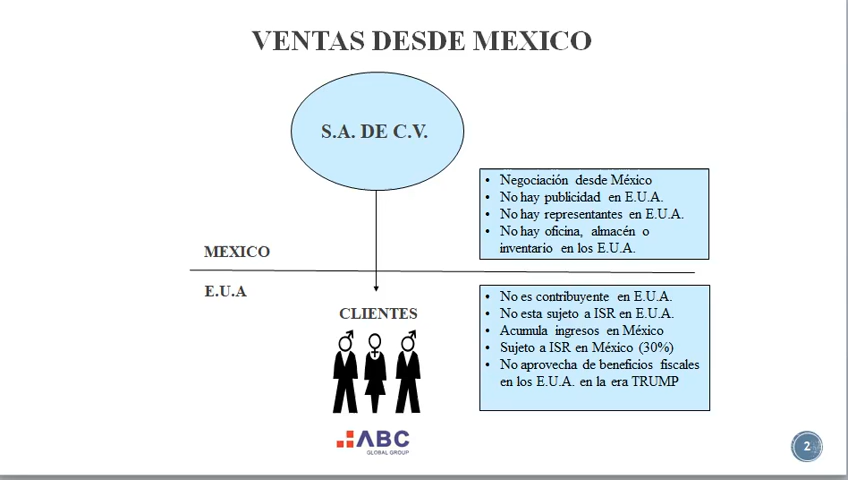 VENTAS DESDE MEXICO
S.A. DE C.V.
• Negociación desde México
• No hay publicidad en E.U.A.
• No hay representantes en E.U.A.
• No hay oficina, almacén o
inventario en los E.U.A.
MEXICO
E.U.A
CLIENTES
• No es contribuyente en E.U.A.
• No esta sujeto a ISR en E.U.A.
• Acumula ingresos en México
• Sujeto a ISR en México (30%)
• No aprovecha de beneficios fiscales
en los E.U.A. en la era TRUMP
ABC
GLOBAL GROUP
2